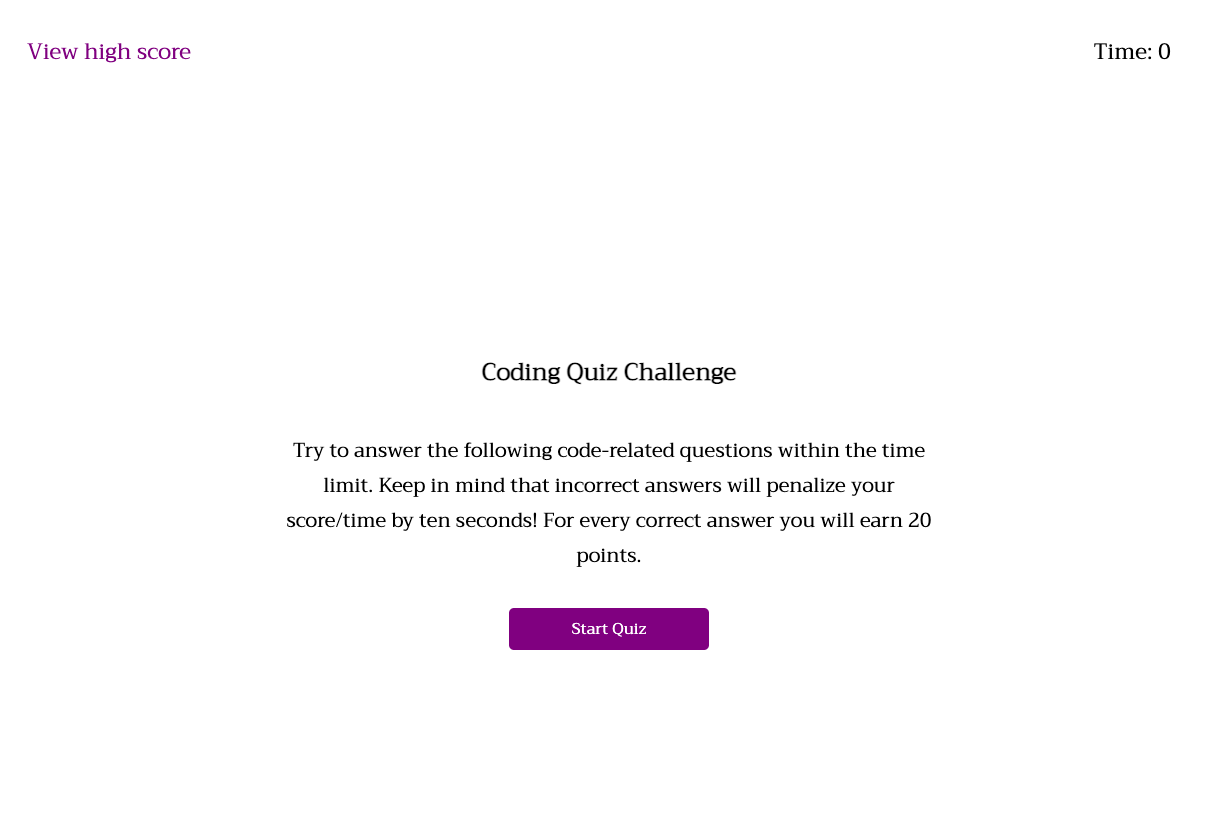 View high score
Time: 0
Coding Quiz Challenge
Try to answer the following code-related questions within the time
limit. Keep in mind that incorrect answers will penalize your
score/time by ten seconds! For every correct answer you will earn 20
points.
Start Quiz